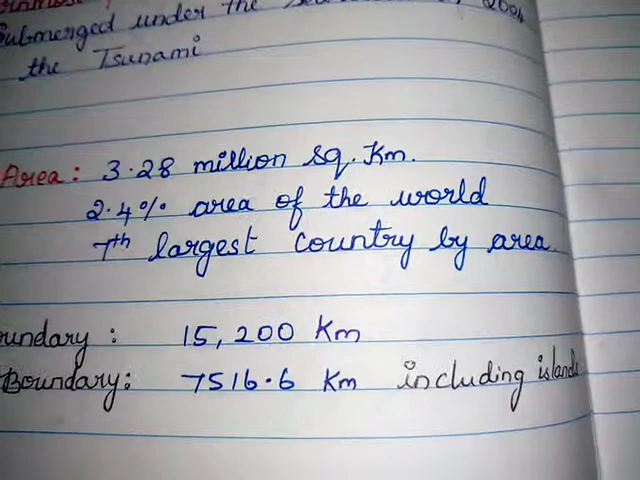 Submerged under the 2004
the Tsunami
Area: 3.28 million sq. Km.
2.4% area of the world
7th largest country by area
undary : 15,200 Km
Boundary: 7516.6 Km including islands